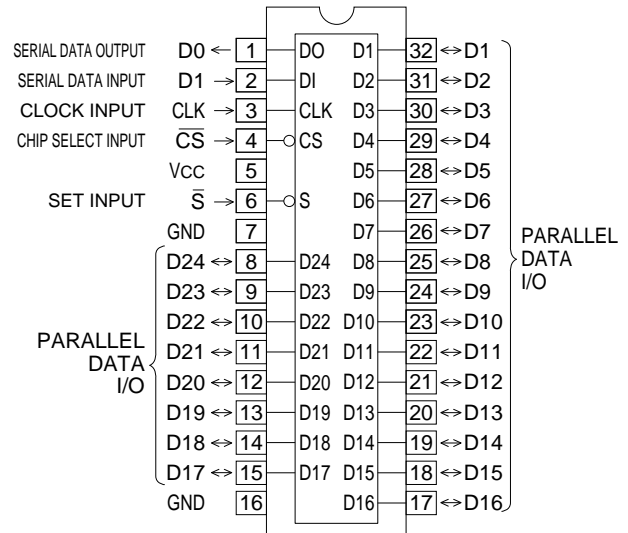 SERIAL DATA OUTPUT D0 ← 1 DO D1 32 ↔ D1
SERIAL DATA INPUT D1 → 2 DI D2 31 ↔ D2
CLOCK INPUT CLK → 3 CLK D3 30 ↔ D3
CHIP SELECT INPUT C̅S̅ → 4 CS D4 29 ↔ D4
VCC 5 D5 28 ↔ D5
SET INPUT S̅ → 6 S D6 27 ↔ D6
GND 7 D7 26 ↔ D7
D24 ↔ 8 D24 D8 25 ↔ D8
D23 ↔ 9 D23 D9 24 ↔ D9
D22 ↔ 10 D22 D10 23 ↔ D10
D21 ↔ 11 D21 D11 22 ↔ D11
D20 ↔ 12 D20 D12 21 ↔ D12
D19 ↔ 13 D19 D13 20 ↔ D13
D18 ↔ 14 D18 D14 19 ↔ D14
D17 ↔ 15 D17 D15 18 ↔ D15
GND 16 D16 17 ↔ D16
PARALLEL
DATA
I/O
PARALLEL
DATA
I/O